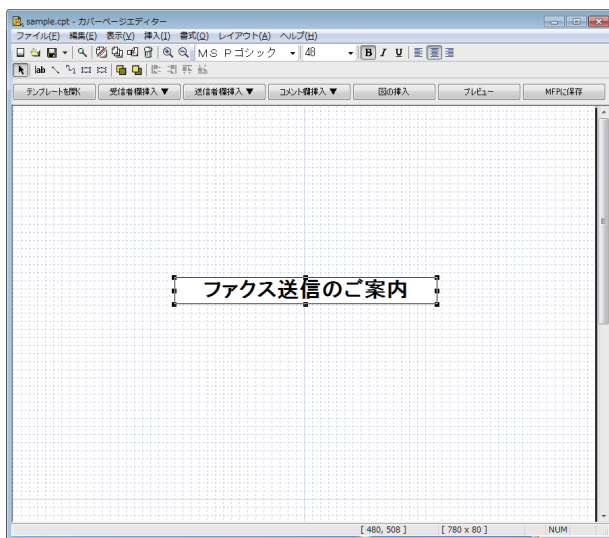 sample.cpt - カバーページエディター
ファイル(F) 編集(E) 表示(V) 挿入(I) 書式(O) レイアウト(A) ヘルプ(H)
ＭＳ Ｐゴシック 48 B I U
lab
テンプレートを開く 受信者欄挿入 ▼ 送信者欄挿入 ▼ コメント欄挿入 ▼ 図の挿入 プレビュー MFPに保存
ファクス送信のご案内
[ 480, 508 ] [ 780 x 80 ] NUM